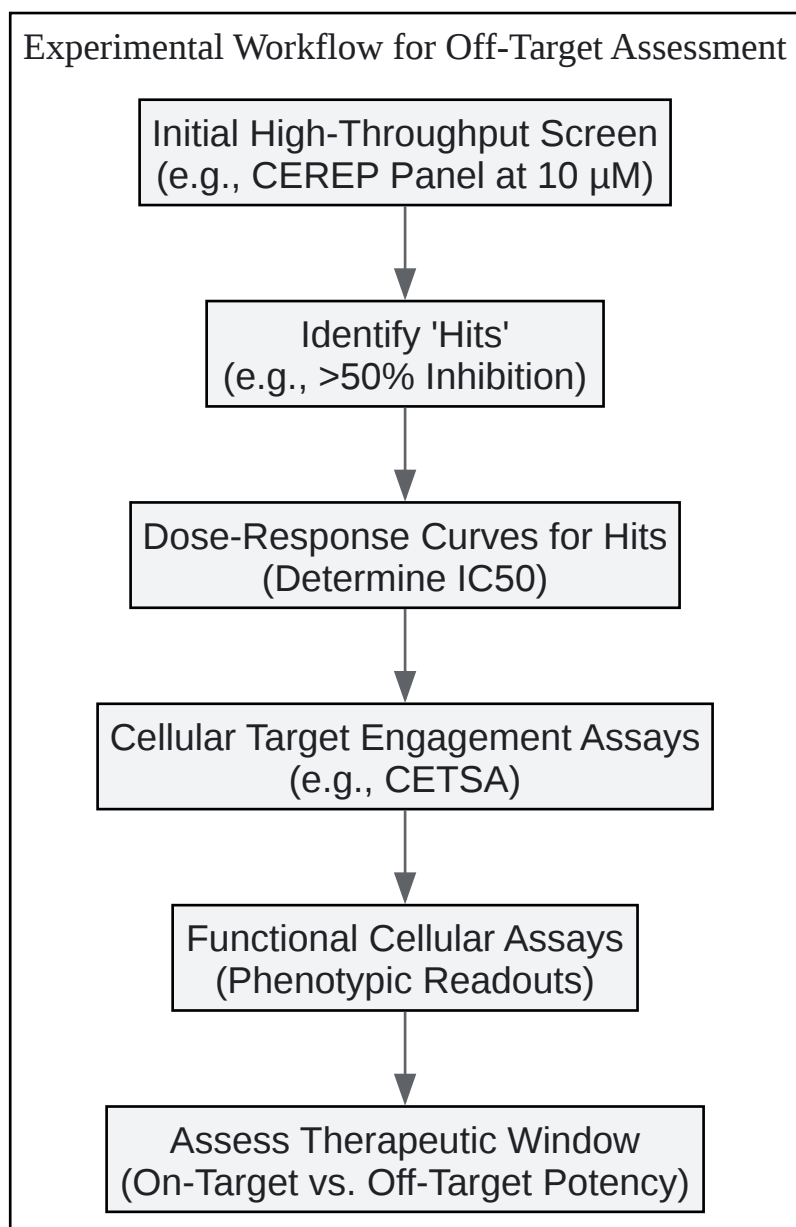 Experimental Workflow for Off-Target Assessment
Initial High-Throughput Screen
(e.g., CEREP Panel at 10 µM)
Identify 'Hits'
(e.g., >50% Inhibition)
Dose-Response Curves for Hits
(Determine IC50)
Cellular Target Engagement Assays
(e.g., CETSA)
Functional Cellular Assays
(Phenotypic Readouts)
Assess Therapeutic Window
(On-Target vs. Off-Target Potency)